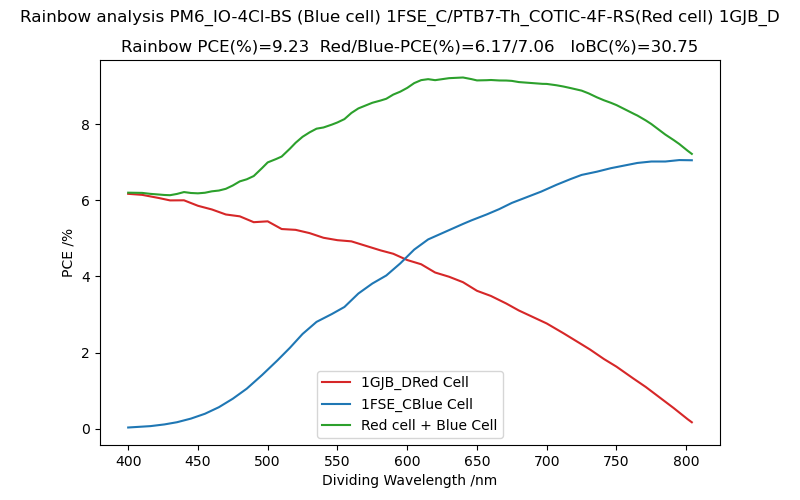 Rainbow analysis PM6_IO-4Cl-BS (Blue cell) 1FSE_C/PTB7-Th_COTIC-4F-RS(Red cell) 1GJB_D
Rainbow PCE(%)=9.23  Red/Blue-PCE(%)=6.17/7.06   IoBC(%)=30.75
PCE /%
8
6
4
2
0
1GJB_DRed Cell
1FSE_CBlue Cell
Red cell + Blue Cell
400 450 500 550 600 650 700 750 800
Dividing Wavelength /nm